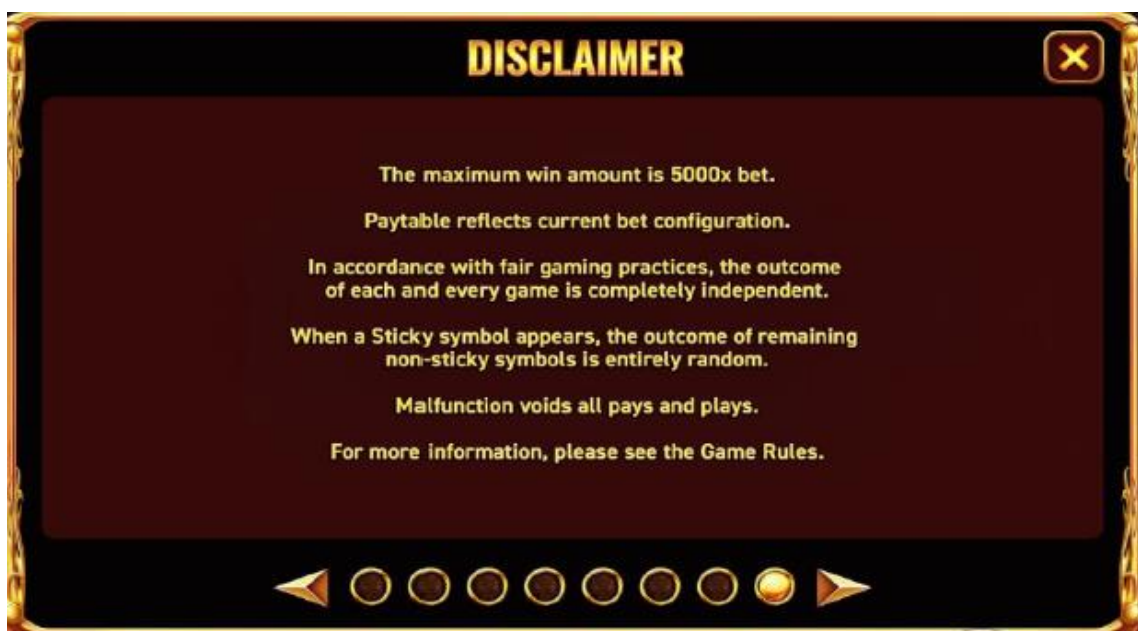 DISCLAIMER
The maximum win amount is 5000x bet.
Paytable reflects current bet configuration.
In accordance with fair gaming practices, the outcome
of each and every game is completely independent.
When a Sticky symbol appears, the outcome of remaining
non-sticky symbols is entirely random.
Malfunction voids all pays and plays.
For more information, please see the Game Rules.